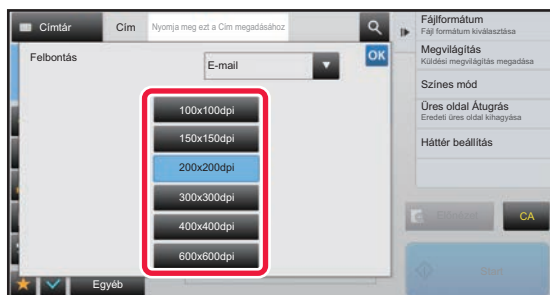 Címtár
Cím
Nyomja meg ezt a Cím megadásához
Felbontás
E-mail
OK
100x100dpi
150x150dpi
200x200dpi
300x300dpi
400x400dpi
600x600dpi
Egyéb
Fájlformátum
Fájl formátum kiválasztása
Megvilágítás
Küldési megvilágítás megadása
Színes mód
Üres oldal Átugrás
Eredeti üres oldal kihagyása
Háttér beállítás
CA
Start